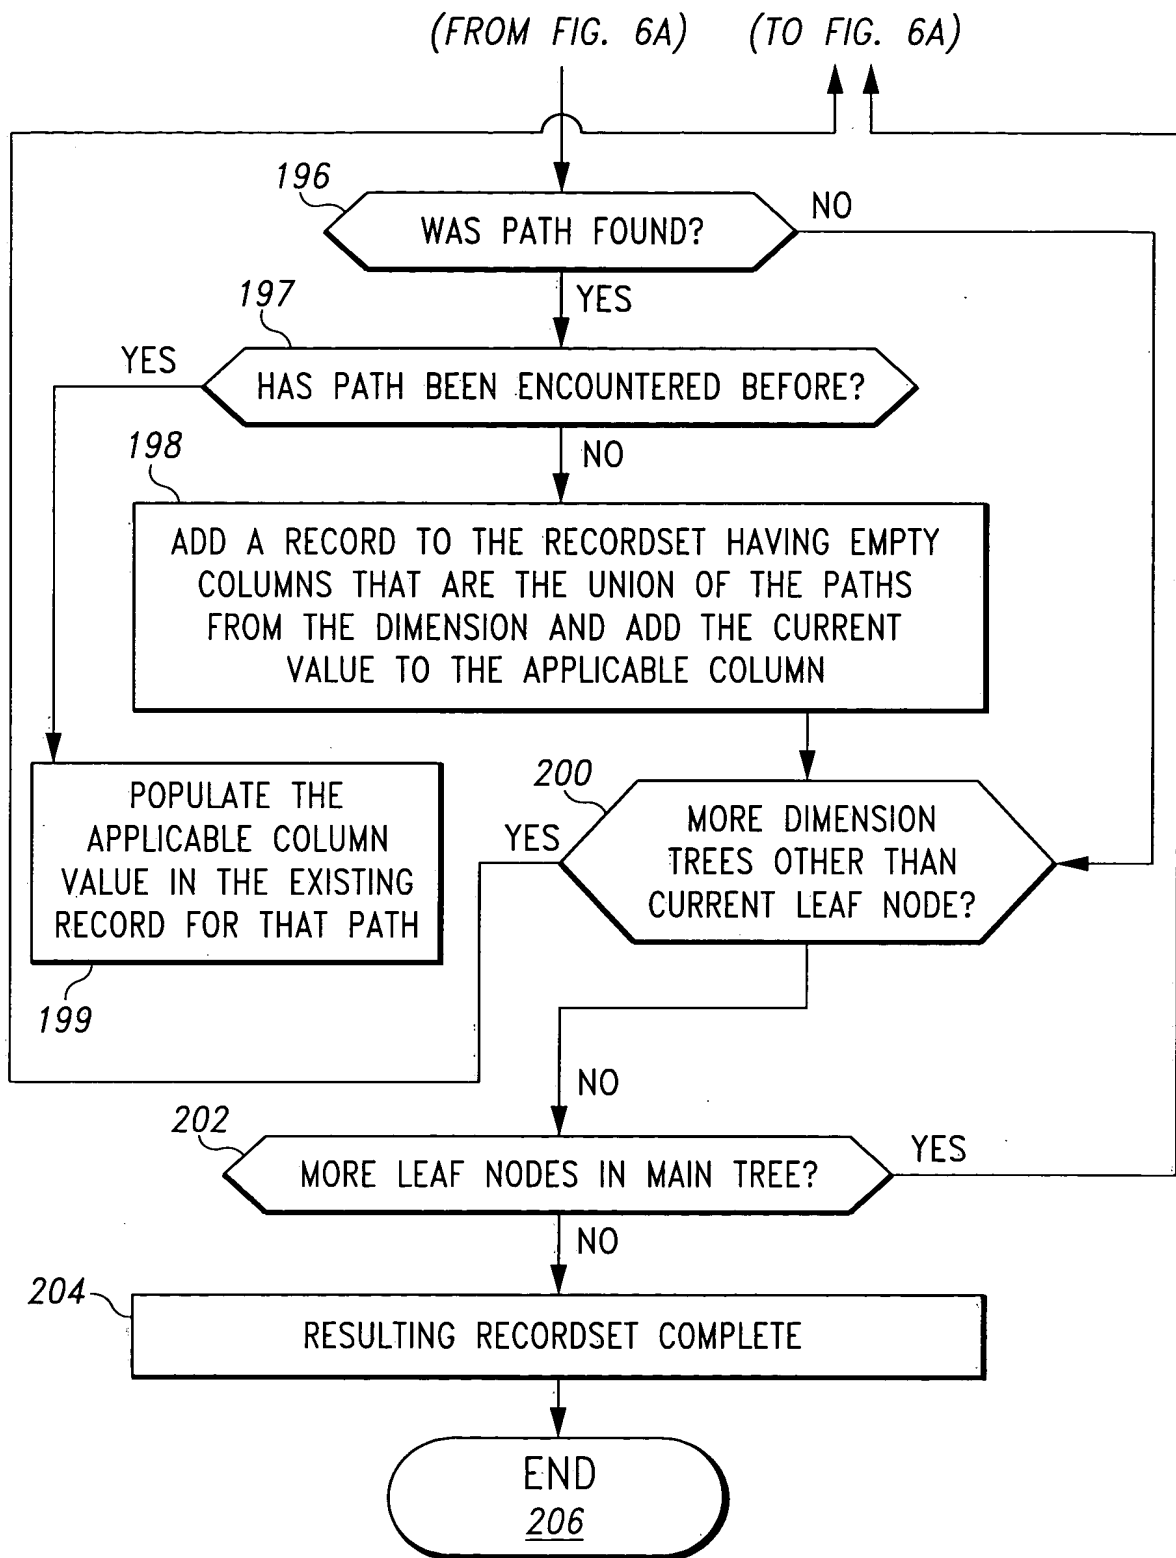 (FROM FIG. 6A) (TO FIG. 6A)
196
WAS PATH FOUND?
NO
YES
197
YES
HAS PATH BEEN ENCOUNTERED BEFORE?
NO
198
ADD A RECORD TO THE RECORDSET HAVING EMPTY
COLUMNS THAT ARE THE UNION OF THE PATHS
FROM THE DIMENSION AND ADD THE CURRENT
VALUE TO THE APPLICABLE COLUMN
POPULATE THE
APPLICABLE COLUMN
VALUE IN THE EXISTING
RECORD FOR THAT PATH
199
200
YES
MORE DIMENSION
TREES OTHER THAN
CURRENT LEAF NODE?
NO
202
MORE LEAF NODES IN MAIN TREE?
YES
NO
204
RESULTING RECORDSET COMPLETE
END
206